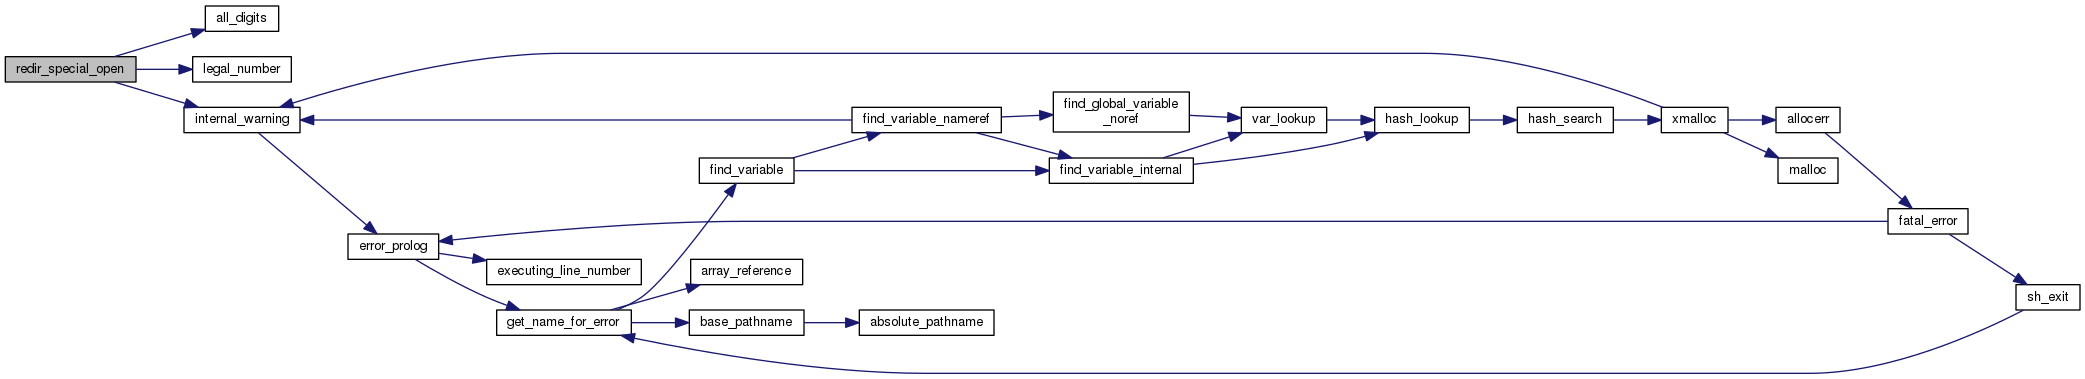 all_digits
redir_special_open
legal_number
internal_warning
find_variable_nameref
find_global_variable
_noref
var_lookup
hash_lookup
hash_search
xmalloc
allocerr
find_variable
find_variable_internal
malloc
fatal_error
error_prolog
executing_line_number
array_reference
sh_exit
get_name_for_error
base_pathname
absolute_pathname